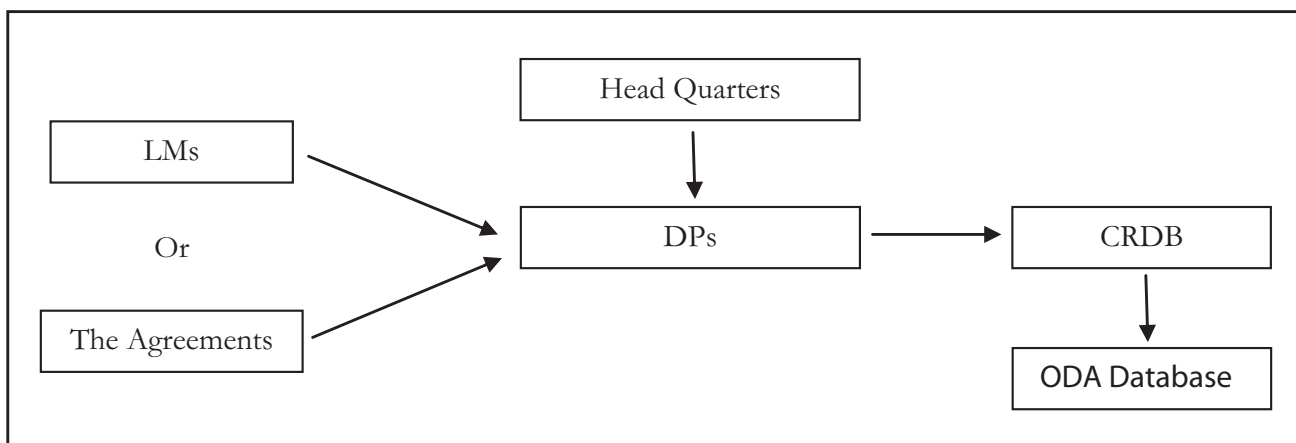 Head Quarters
LMs
Or
The Agreements
DPs
CRDB
ODA Database